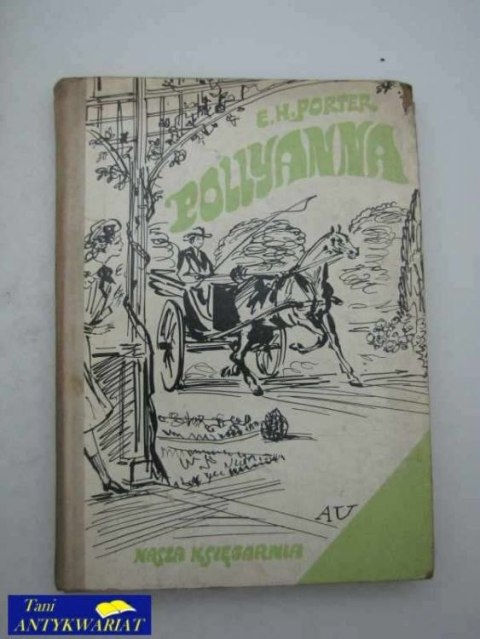 E. H. PORTER
POLLYANNA
AU
NASZA KSIĘGARNIA
Tani
ANTYKWARIAT